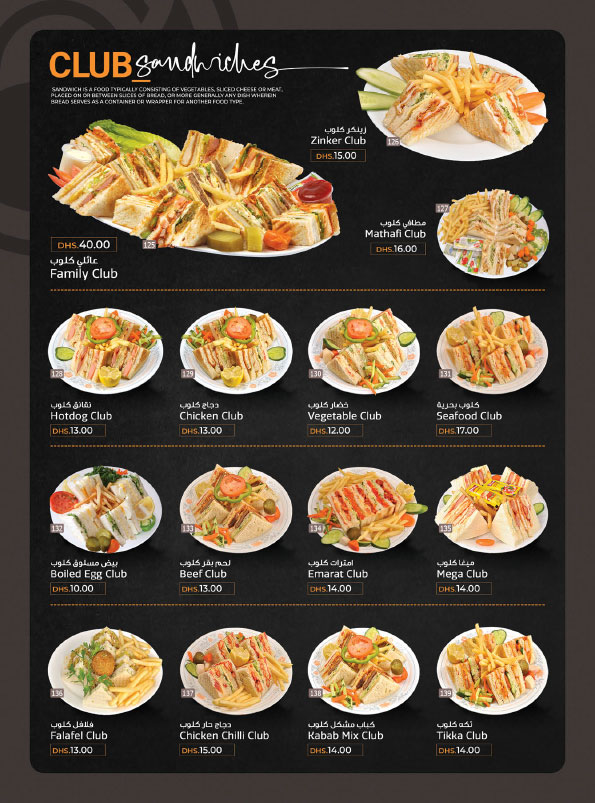 CLUB sandwiches
SANDWICH IS A FOOD TYPICALLY CONSISTING OF VEGETABLES, SLICED CHEESE OR MEAT,
PLACED ON OR BETWEEN SLICES OF BREAD, OR MORE GENERALLY ANY DISH WHEREIN
BREAD SERVES AS A CONTAINER OR WRAPPER FOR ANOTHER FOOD TYPE.
126
زينكر كلوب
Zinker Club
DHS.15.00
125
DHS.40.00
عائلي كلوب
Family Club
127
مطافي كلوب
Mathafi Club
DHS.16.00
128
نقانق كلوب
Hotdog Club
DHS.13.00
129
دجاج كلوب
Chicken Club
DHS.13.00
130
خضار كلوب
Vegetable Club
DHS.12.00
131
كلوب بحرية
Seafood Club
DHS.17.00
132
بيض مسلوق كلوب
Boiled Egg Club
DHS.10.00
133
لحم بقر كلوب
Beef Club
DHS.13.00
134
امترات كلوب
Emarat Club
DHS.14.00
135
ميغا كلوب
Mega Club
DHS.14.00
136
فلافل كلوب
Falafel Club
DHS.13.00
137
دجاج حار كلوب
Chicken Chilli Club
DHS.15.00
138
كباب مشكل كلوب
Kabab Mix Club
DHS.14.00
139
تكه كلوب
Tikka Club
DHS.14.00